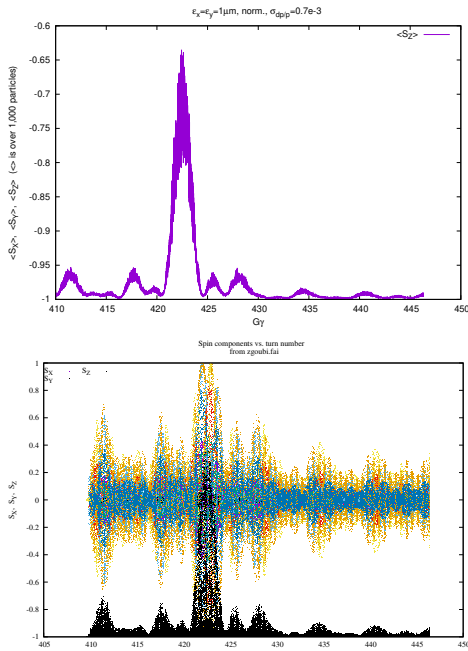 εx=εy=1μm, norm., σdp/p=0.7e-3
<SZ>
<SX>, <SY>, <SZ> (<> is over 1,000 particles)
-0.6
-0.65
-0.7
-0.75
-0.8
-0.85
-0.9
-0.95
-1
410 415 420 425 430 435 440 445 450
Gγ
Spin components vs. turn number
from zgoubi.fai
SX SZ
SY
SX, SY, SZ
1
0.8
0.6
0.4
0.2
0
-0.2
-0.4
-0.6
-0.8
-1
405 410 415 420 425 430 435 440 445 450